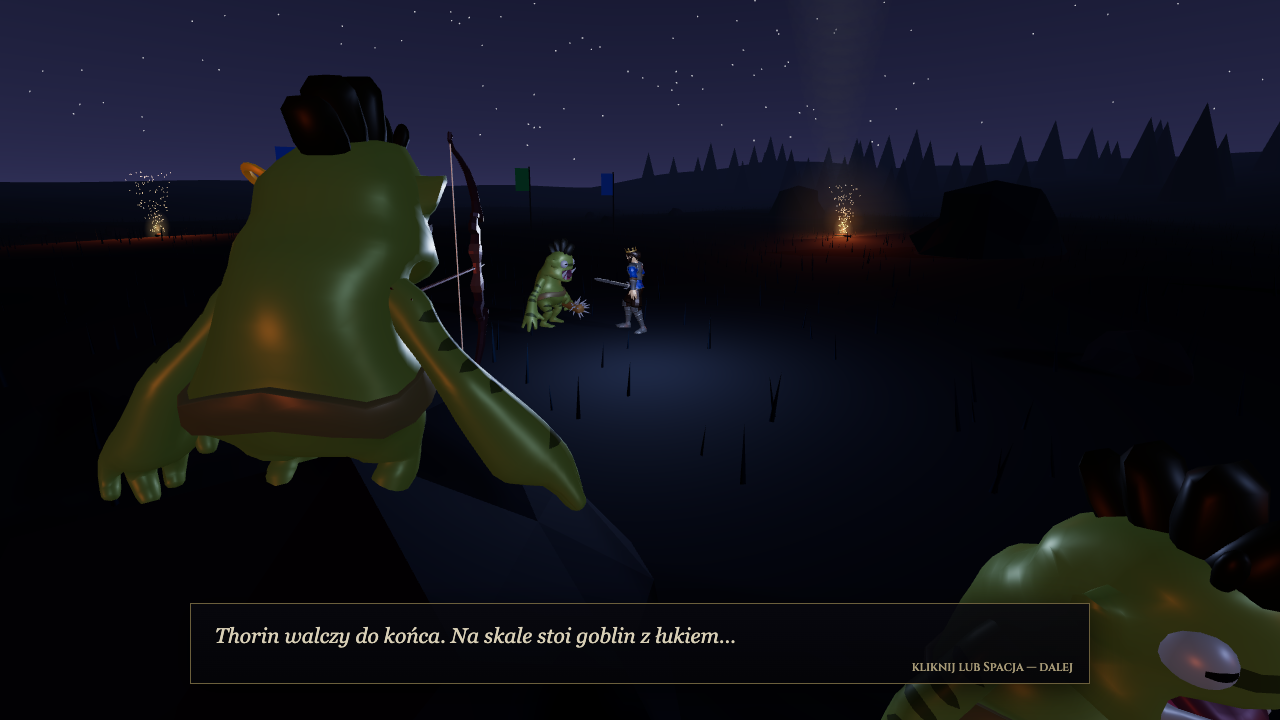 Thorin walczy do końca. Na skale stoi goblin z łukiem...
KLIKNIJ LUB SPACJA — DALEJ